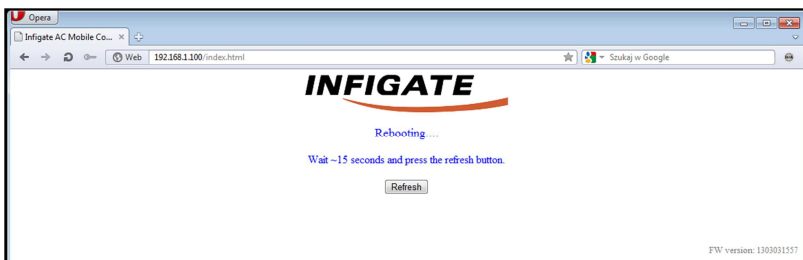 Opera
Infigate AC Mobile Co...
Web 192.168.1.100/index.html Szukaj w Google
INFIGATE
Rebooting....
Wait ~15 seconds and press the refresh button.
Refresh
FW version: 1303031557